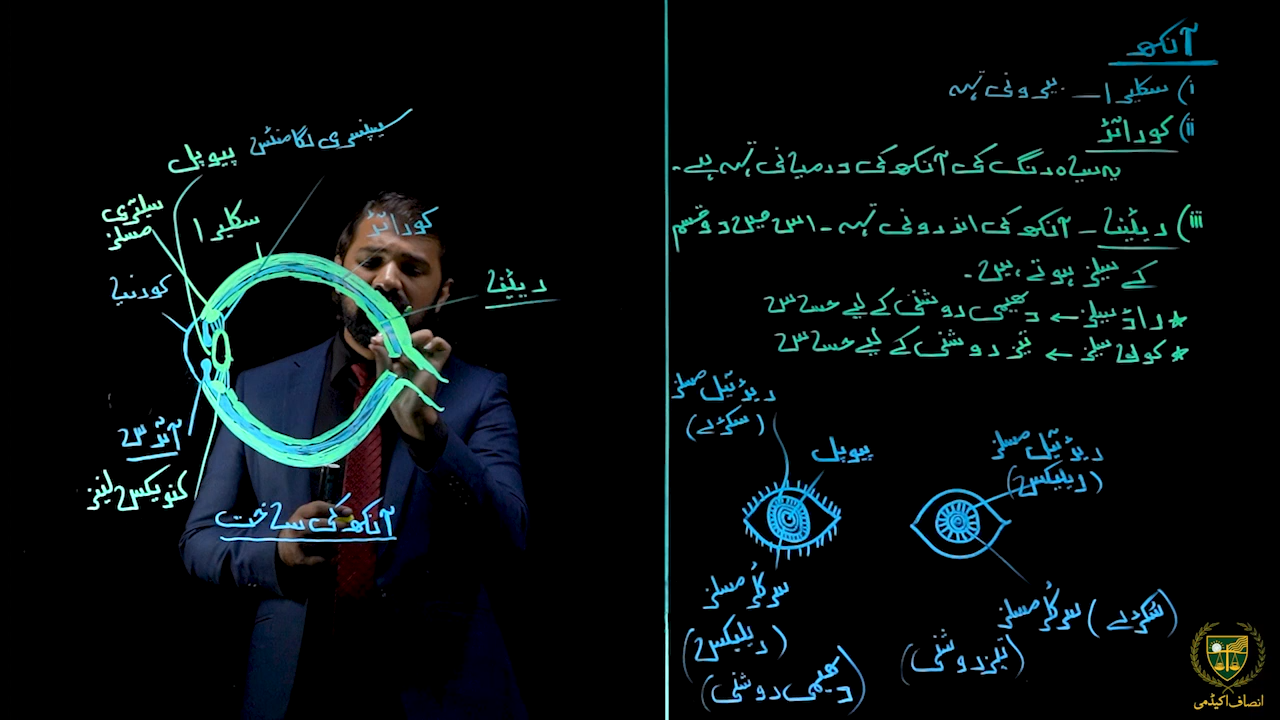 آنکھ
i) سکلیرا ـــ بیرونی تہہ
ii) کورائڈ
یہ سیاہ رنگ کی آنکھ کی درمیانی تہہ ہے۔
iii) ریٹینا ـ آنکھ کی اندرونی تہہ ۔ اس میں دو قسم
کے سیلز ہوتے ہیں۔
* راڈ سیلز ← دھیمی روشنی کے لیے حساس
* کون سیلز ← تیز روشنی کے لیے حساس
ریڈیل مسلز
(سکڑے)
پیوپل
سرکلر مسلز
(ریلیکس)
(دھیمی روشنی)
ریڈیل مسلز
(ریلیکس)
سرکلر مسلز (سکڑے)
(تیز روشنی)
سیپنسری لگامنٹس
پیوپل
سیلری
مسلز
سکلیرا
کورائڈ
کورنیا
ریٹینا
آئرس
کنویکس لینز
آنکھ کی ساخت
انصاف اکیڈمی